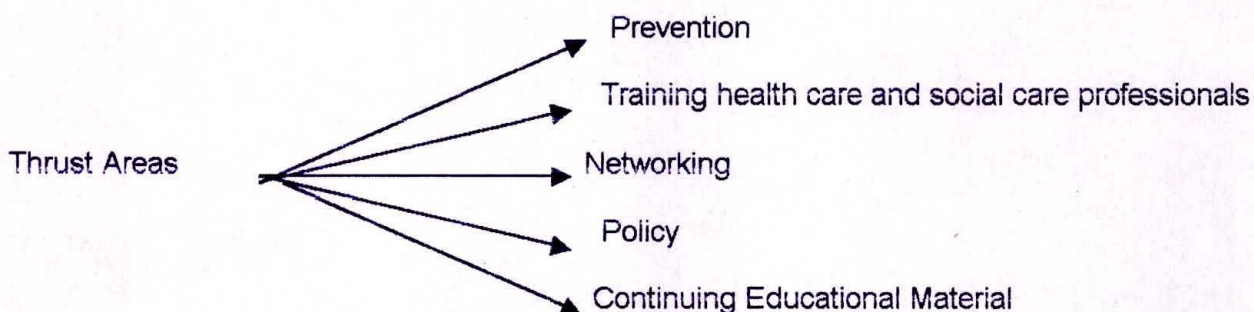 Prevention
Training health care and social care professionals
Thrust Areas
Networking
Policy
Continuing Educational Material